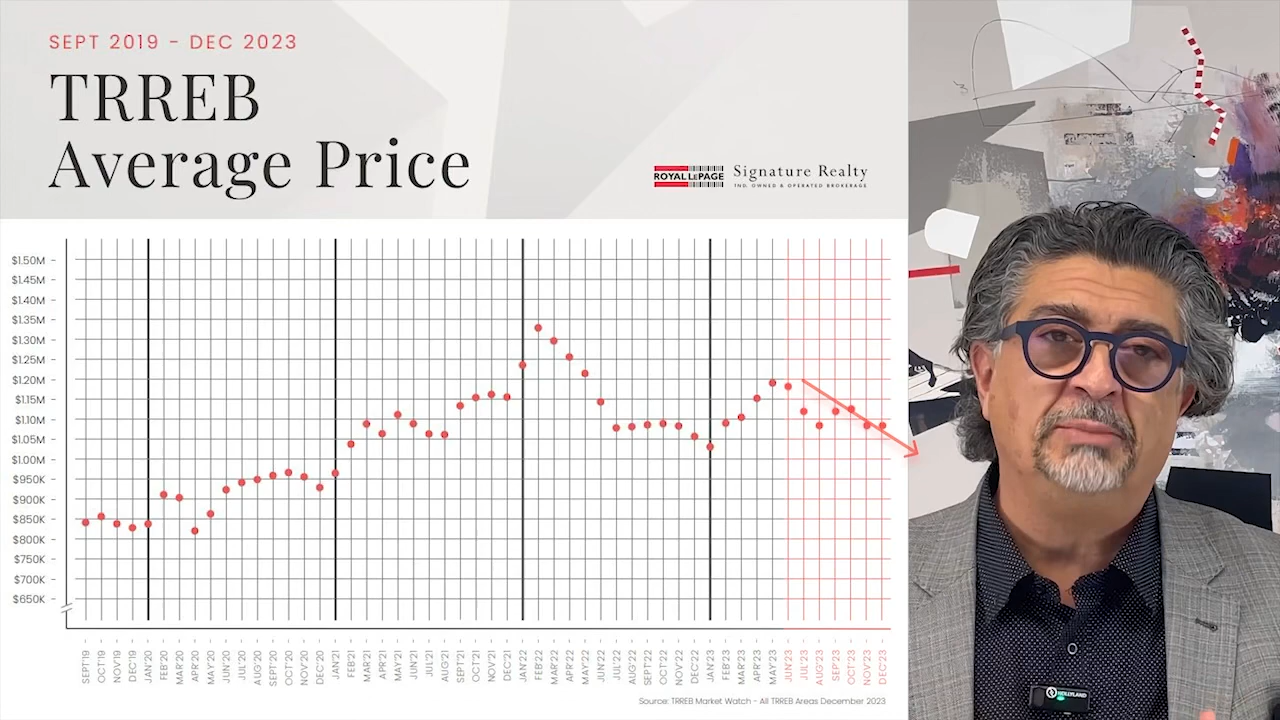 SEPT 2019 - DEC 2023
TRREB
Average Price
ROYAL LEPAGE
Signature Realty
IND. OWNED & OPERATED BROKERAGE
$1.50M
$1.45M
$1.40M
$1.35M
$1.30M
$1.25M
$1.20M
$1.15M
$1.10M
$1.05M
$1.00M
$950K
$900K
$850K
$800K
$750K
$700K
$650K
SEPT'19
OCT'19
NOV'19
DEC'19
JAN'20
FEB'20
MAR'20
APR'20
MAY'20
JUN'20
JUL'20
AUG'20
SEPT'20
OCT'20
NOV'20
DEC'20
JAN'21
FEB'21
MAR'21
APR'21
MAY'21
JUN'21
JUL'21
AUG'21
SEPT'21
OCT'21
NOV'21
DEC'21
JAN'22
FEB'22
MAR'22
APR'22
MAY'22
JUN'22
JUL'22
AUG'22
SEPT'22
OCT'22
NOV'22
DEC'22
JAN'23
FEB'23
MAR'23
APR'23
MAY'23
JUN'23
JUL'23
AUG'23
SEP'23
OCT'23
NOV'23
DEC'23
Source: TRREB Market Watch - All TRREB Areas December 2023
HOLLYLAND